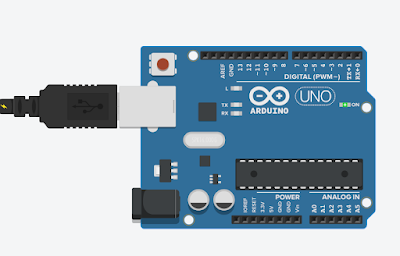 AREF
GND
13
12
~11
~10
~9
8
7
~6
~5
4
~3
2
TX→1
RX←0
DIGITAL (PWM~)
L
TX
RX
ARDUINO
UNO
ON
POWER
ANALOG IN
IOREF
RESET
3.3V
5V
GND
GND
Vin
A0
A1
A2
A3
A4
A5